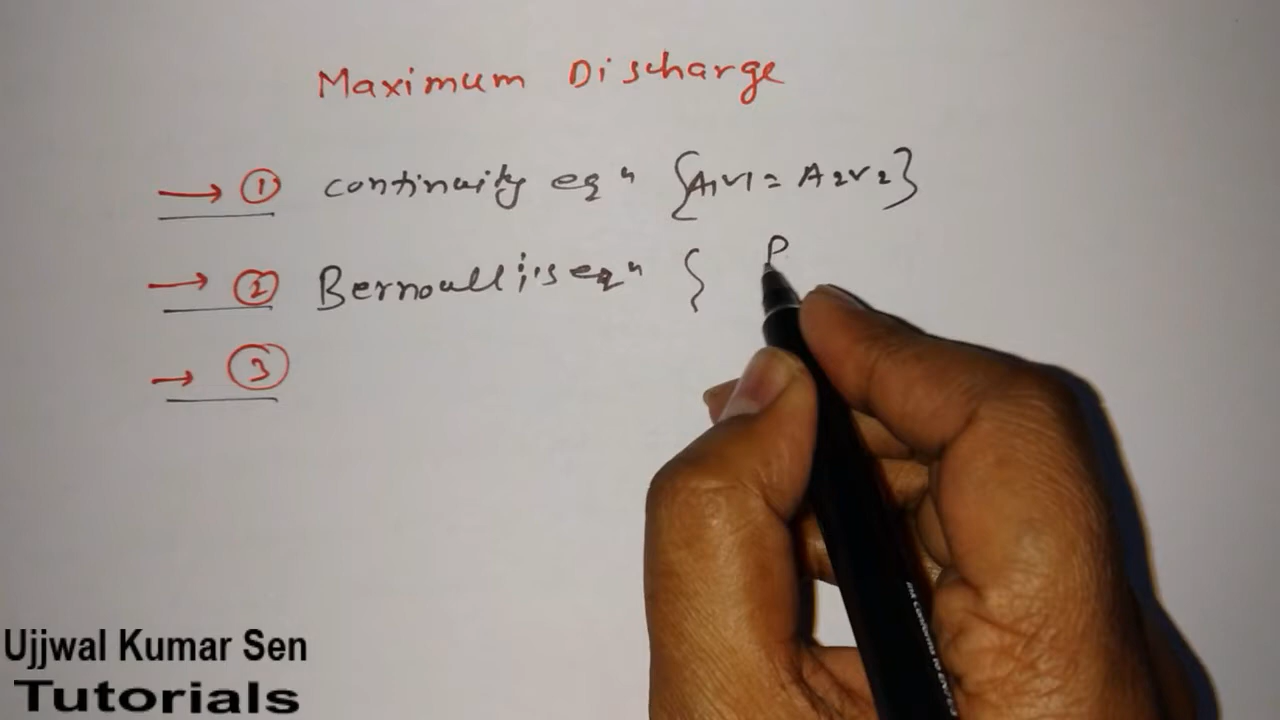 Maximum Discharge
→ ① continuity eqⁿ {A1V1 = A2V2}
→ ② Bernoulli's eqⁿ { P
→ ③
Ujjwal Kumar Sen
Tutorials